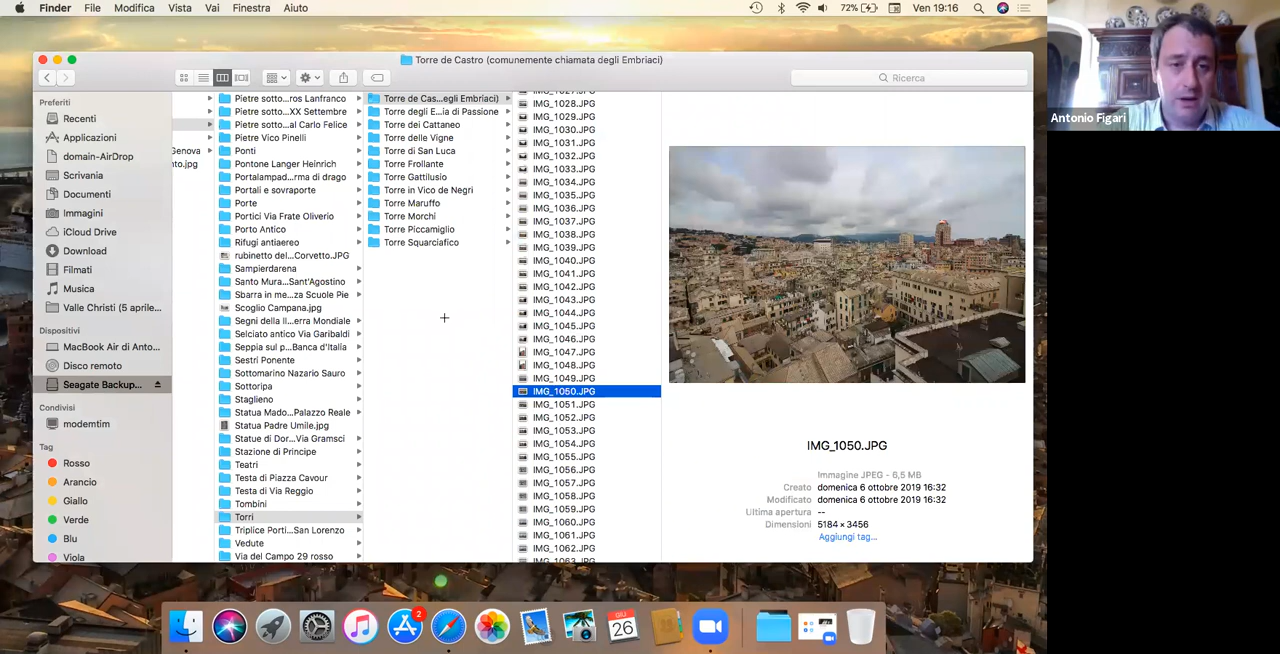 Finder File Modifica Vista Vai Finestra Aiuto 72% Ven 19:16
Torre de Castro (comunemente chiamata degli Embriaci)
Ricerca
Preferiti
Recenti
Applicazioni
domain-AirDrop
Scrivania
Documenti
Immagini
iCloud Drive
Download
Filmati
Musica
Valle Christi (5 aprile...
Dispositivi
MacBook Air di Anto...
Disco remoto
Seagate Backup...
Condivisi
modemtim
Tag
Rosso
Arancio
Giallo
Verde
Blu
Viola
Genova
nto.jpg
Pietre sotto...ros Lanfranco
Pietre sotto...XX Settembre
Pietre sotto...al Carlo Felice
Pietre Vico Pinelli
Ponti
Pontone Langer Heinrich
Portalampad...rma di drago
Portali e sovraporte
Porte
Portici Via Frate Oliverio
Porto Antico
Rifugi antiaereo
rubinetto del...Corvetto.JPG
Sampierdarena
Santo Mura...Sant'Agostino
Sbarra in me...za Scuole Pie
Scoglio Campana.jpg
Segni della II...erra Mondiale
Selciato antico Via Garibaldi
Seppia sul p...Banca d'Italia
Sestri Ponente
Sottomarino Nazario Sauro
Sottoripa
Staglieno
Statua Mado...Palazzo Reale
Statua Padre Umile.jpg
Statue di Dor...Via Gramsci
Stazione di Principe
Teatri
Testa di Piazza Cavour
Testa di Via Reggio
Tombini
Torri
Triplice Porti...San Lorenzo
Vedute
Via del Campo 29 rosso
Torre de Cas...egli Embriaci)
Torre degli E...ia di Passione
Torre dei Cattaneo
Torre delle Vigne
Torre di San Luca
Torre Frollante
Torre Gattilusio
Torre in Vico de Negri
Torre Maruffo
Torre Morchi
Torre Piccamiglio
Torre Squarciafico
IMG_1027.JPG
IMG_1028.JPG
IMG_1029.JPG
IMG_1030.JPG
IMG_1031.JPG
IMG_1032.JPG
IMG_1033.JPG
IMG_1034.JPG
IMG_1035.JPG
IMG_1036.JPG
IMG_1037.JPG
IMG_1038.JPG
IMG_1039.JPG
IMG_1040.JPG
IMG_1041.JPG
IMG_1042.JPG
IMG_1043.JPG
IMG_1044.JPG
IMG_1045.JPG
IMG_1046.JPG
IMG_1047.JPG
IMG_1048.JPG
IMG_1049.JPG
IMG_1050.JPG
IMG_1051.JPG
IMG_1052.JPG
IMG_1053.JPG
IMG_1054.JPG
IMG_1055.JPG
IMG_1056.JPG
IMG_1057.JPG
IMG_1058.JPG
IMG_1059.JPG
IMG_1060.JPG
IMG_1061.JPG
IMG_1062.JPG
IMG_1063.JPG
IMG_1050.JPG
Immagine JPEG - 6,5 MB
Creato domenica 6 ottobre 2019 16:32
Modificato domenica 6 ottobre 2019 16:32
Ultima apertura --
Dimensioni 5184 × 3456
Aggiungi tag...
Antonio Figari
2
GIU
26